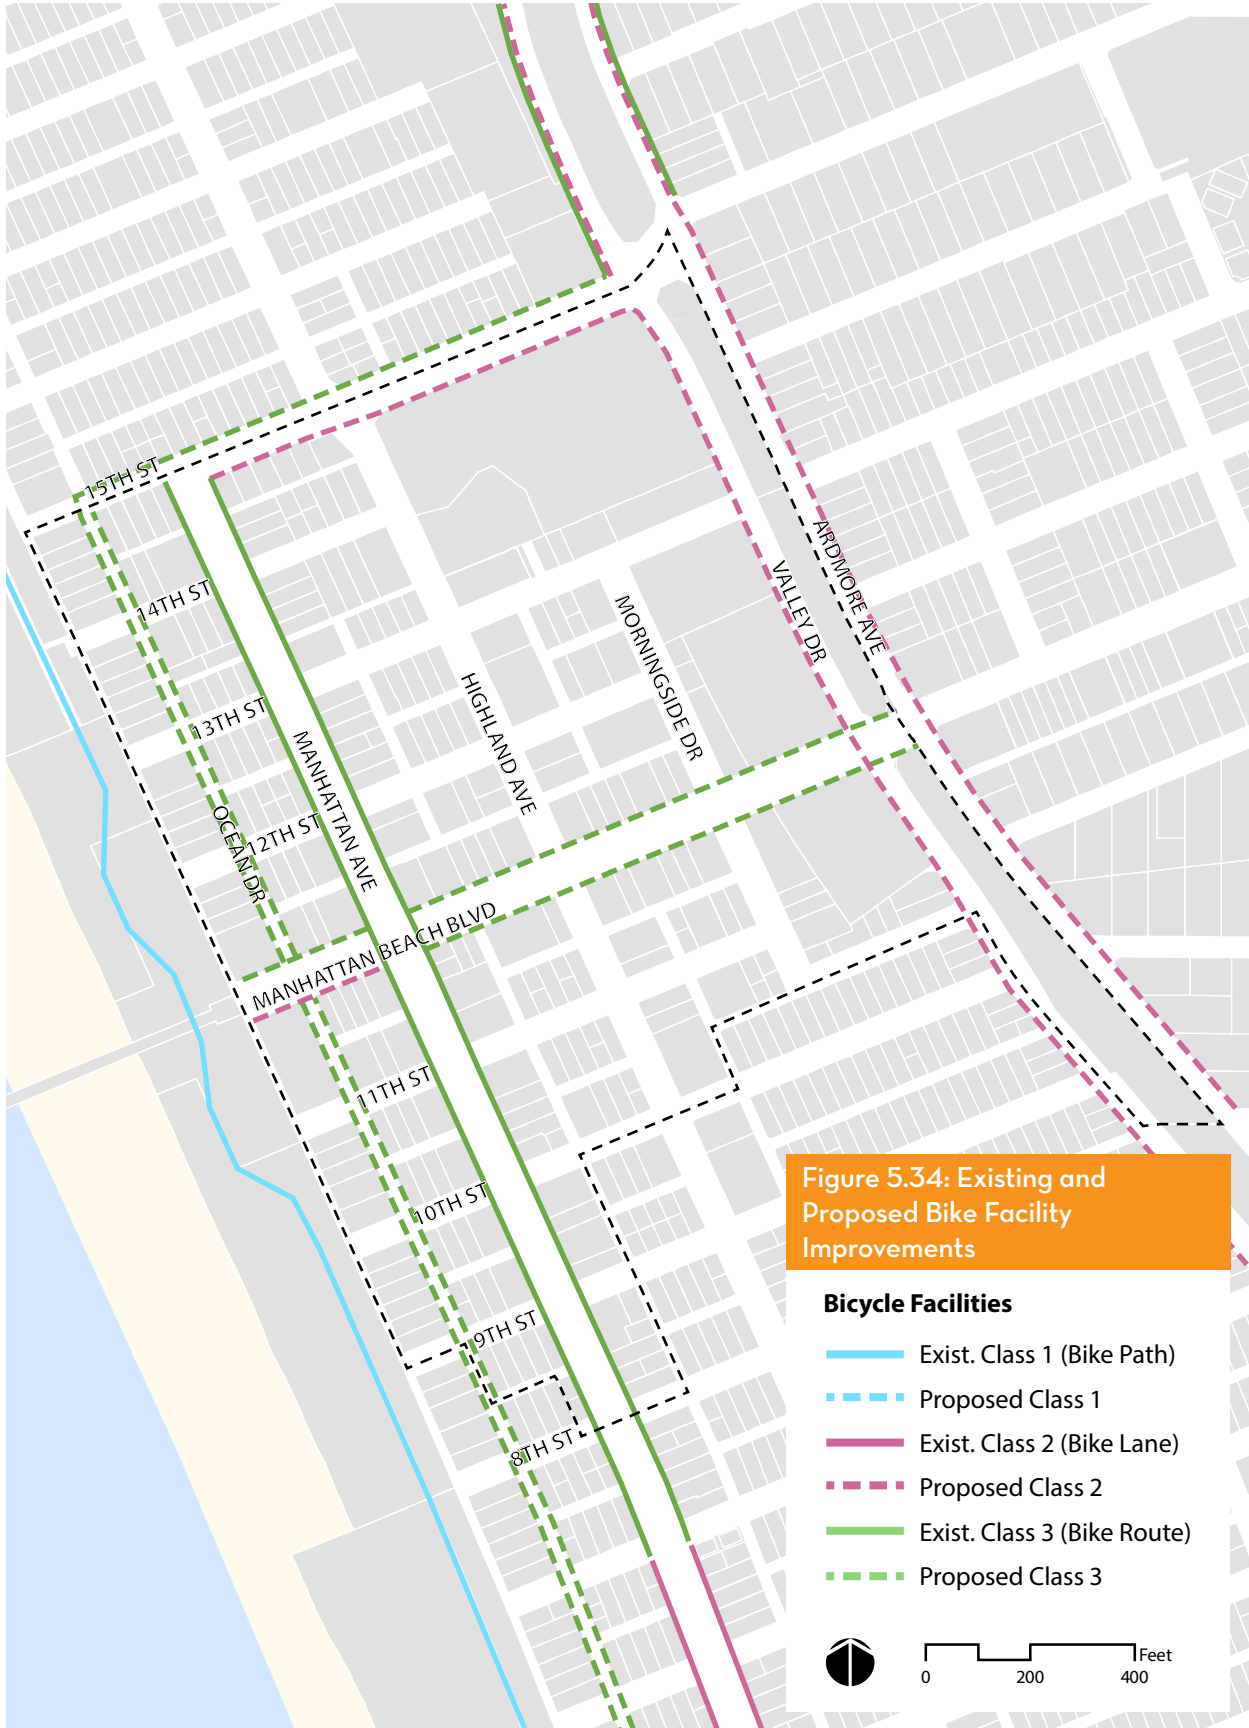 15TH ST
14TH ST
13TH ST
12TH ST
OCEAN DR
MANHATTAN AVE
HIGHLAND AVE
MORNINGSIDE DR
VALLEY DR
ARDMORE AVE
MANHATTAN BEACH BLVD
11TH ST
10TH ST
9TH ST
8TH ST
Figure 5.34: Existing and
Proposed Bike Facility
Improvements
Bicycle Facilities
Exist. Class 1 (Bike Path)
Proposed Class 1
Exist. Class 2 (Bike Lane)
Proposed Class 2
Exist. Class 3 (Bike Route)
Proposed Class 3
Feet
0 200 400